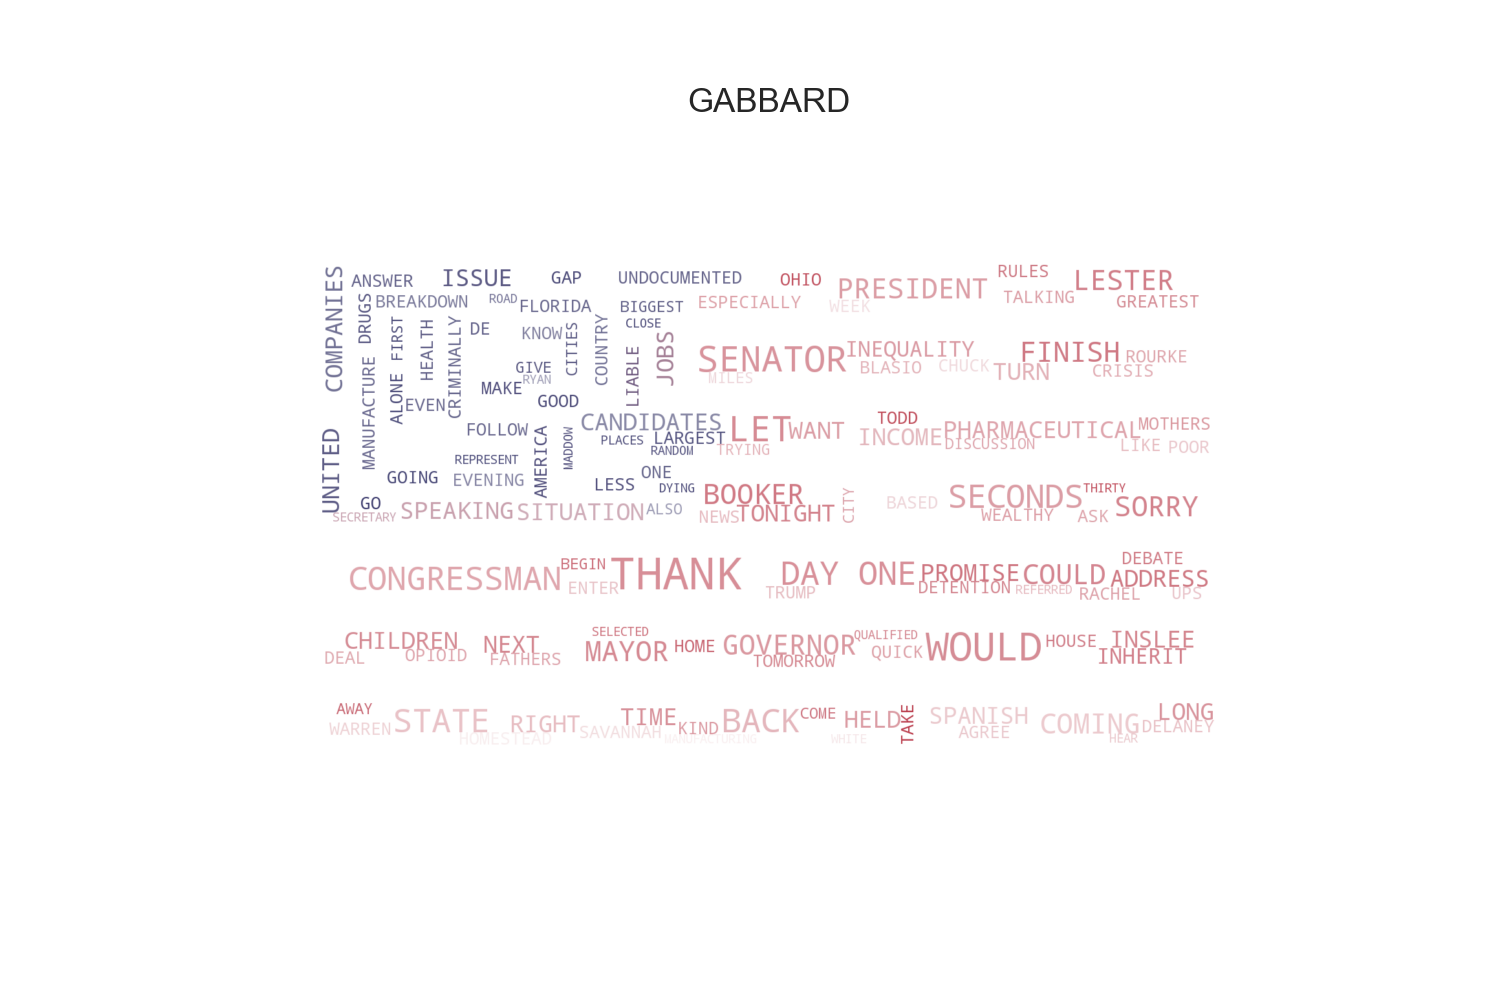 GABBARD
COMPANIES ANSWER ISSUE GAP UNDOCUMENTED OHIO PRESIDENT RULES LESTER
DRUGS BREAKDOWN ROAD FLORIDA BIGGEST ESPECIALLY WEEK TALKING GREATEST
FIRST HEALTH CRIMINALLY DE KNOW CITIES COUNTRY CLOSE
GIVE RYAN LIABLE JOBS SENATOR INEQUALITY FINISH ROURKE
MILES BLASIO CHUCK TURN CRISIS
MANUFACTURE ALONE EVEN MAKE GOOD
UNITED FOLLOW CANDIDATES LET WANT TODD INCOME PHARMACEUTICAL MOTHERS
AMERICA MADDOW PLACES LARGEST RANDOM TRYING DISCUSSION LIKE POOR
REPRESENT
GOING EVENING LESS ONE DYING BOOKER CITY BASED SECONDS THIRTY
GO SECRETARY SPEAKING SITUATION ALSO NEWS TONIGHT WEALTHY ASK SORRY
CONGRESSMAN BEGIN THANK DAY ONE PROMISE COULD DEBATE ADDRESS
ENTER TRUMP DETENTION REFERRED RACHEL UPS
CHILDREN NEXT SELECTED MAYOR HOME GOVERNOR QUALIFIED WOULD HOUSE INSLEE
DEAL OPIOID FATHERS TOMORROW QUICK INHERIT
AWAY STATE RIGHT TIME KIND BACK COME HELD TAKE SPANISH COMING LONG
WARREN HOMESTEAD SAVANNAH MANUFACTURING WHITE AGREE HEAR DELANEY